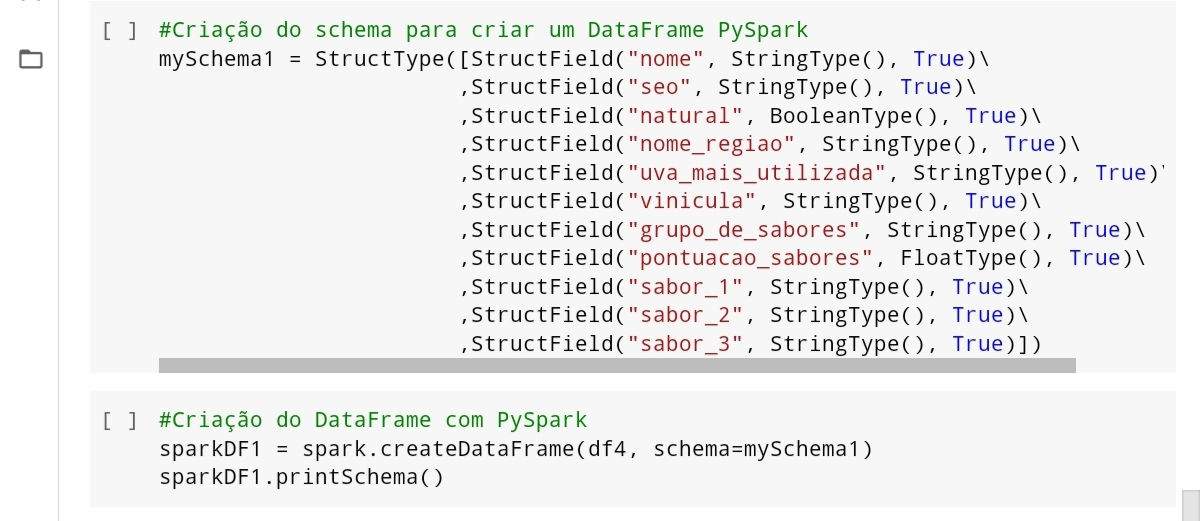 [ ] #Criação do schema para criar um DataFrame PySpark
mySchema1 = StructType([StructField("nome", StringType(), True)\
,StructField("seo", StringType(), True)\
,StructField("natural", BooleanType(), True)\
,StructField("nome_regiao", StringType(), True)\
,StructField("uva_mais_utilizada", StringType(), True)
,StructField("vinicula", StringType(), True)\
,StructField("grupo_de_sabores", StringType(), True)\
,StructField("pontuacao_sabores", FloatType(), True)\
,StructField("sabor_1", StringType(), True)\
,StructField("sabor_2", StringType(), True)\
,StructField("sabor_3", StringType(), True)])
[ ] #Criação do DataFrame com PySpark
sparkDF1 = spark.createDataFrame(df4, schema=mySchema1)
sparkDF1.printSchema()